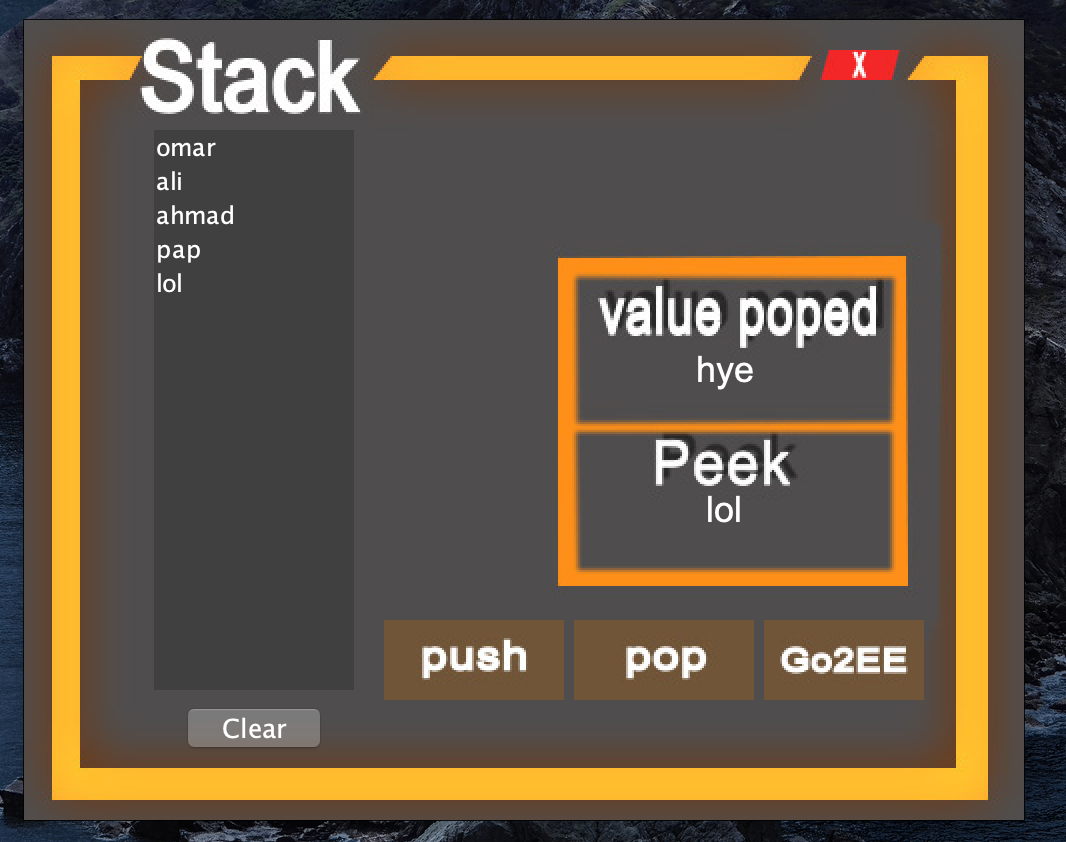 Stack
X
omar
ali
ahmad
pap
lol
value poped
hye
Peek
lol
push
pop
Go2EE
Clear